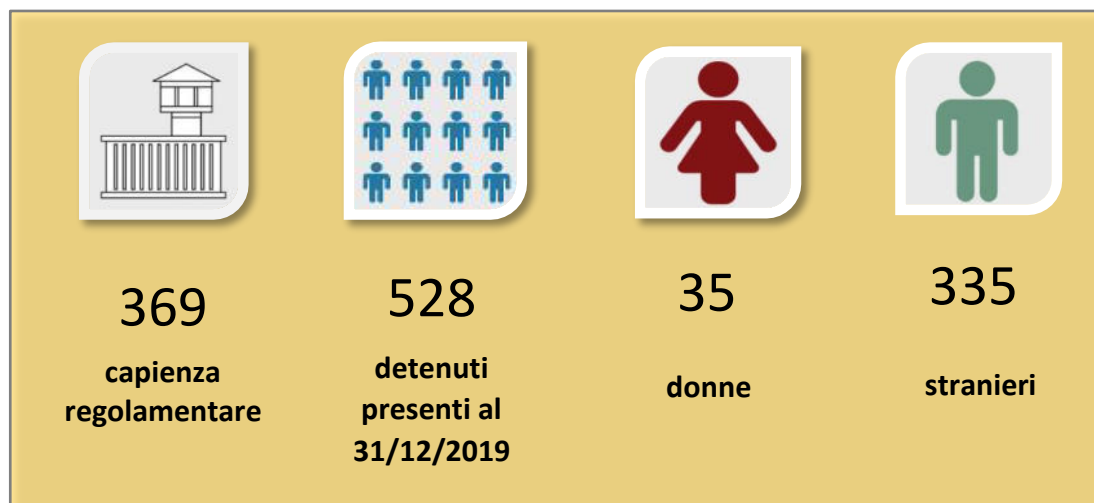 369
capienza
regolamentare
528
detenuti
presenti al
31/12/2019
35
donne
335
stranieri